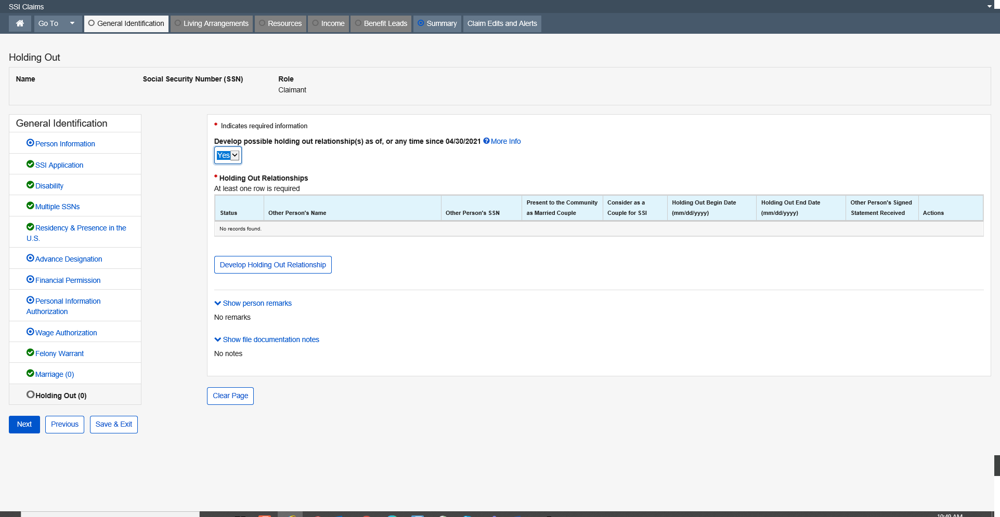 SSI Claims
Go To General Identification Living Arrangements Resources Income Benefit Leads Summary Claim Edits and Alerts
Holding Out
Name Social Security Number (SSN) Role
Claimant
General Identification
Person Information
SSI Application
Disability
Multiple SSNs
Residency & Presence in the
U.S.
Advance Designation
Financial Permission
Personal Information
Authorization
Wage Authorization
Felony Warrant
Marriage (0)
Holding Out (0)
Next Previous Save & Exit
* Indicates required information
Develop possible holding out relationship(s) as of, or any time since 04/30/2021 ? More Info
Yes
* Holding Out Relationships
At least one row is required
Status Other Person's Name Other Person's SSN Present to the Community as Married Couple Consider as a Couple for SSI Holding Out Begin Date (mm/dd/yyyy) Holding Out End Date (mm/dd/yyyy) Other Person's Signed Statement Received Actions
No records found.
Develop Holding Out Relationship
Show person remarks
No remarks
Show file documentation notes
No notes
Clear Page
10:49 AM